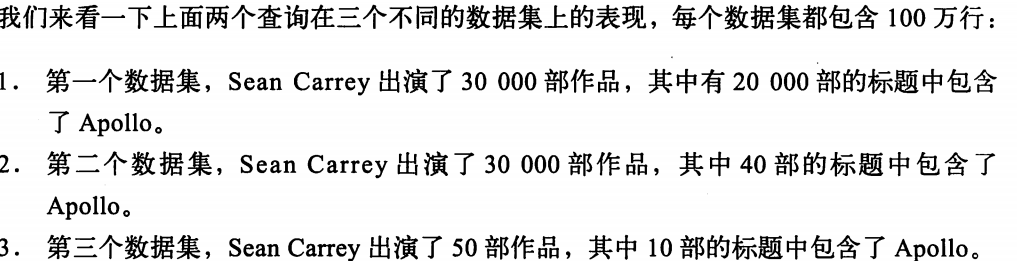 我们来看一下上面两个查询在三个不同的数据集上的表现，每个数据集都包含 100 万行：
1. 第一个数据集，Sean Carrey 出演了 30 000 部作品，其中有 20 000 部的标题中包含
了 Apollo。
2. 第二个数据集，Sean Carrey 出演了 30 000 部作品，其中 40 部的标题中包含了
Apollo。
3. 第三个数据集，Sean Carrey 出演了 50 部作品，其中 10 部的标题中包含了 Apollo。